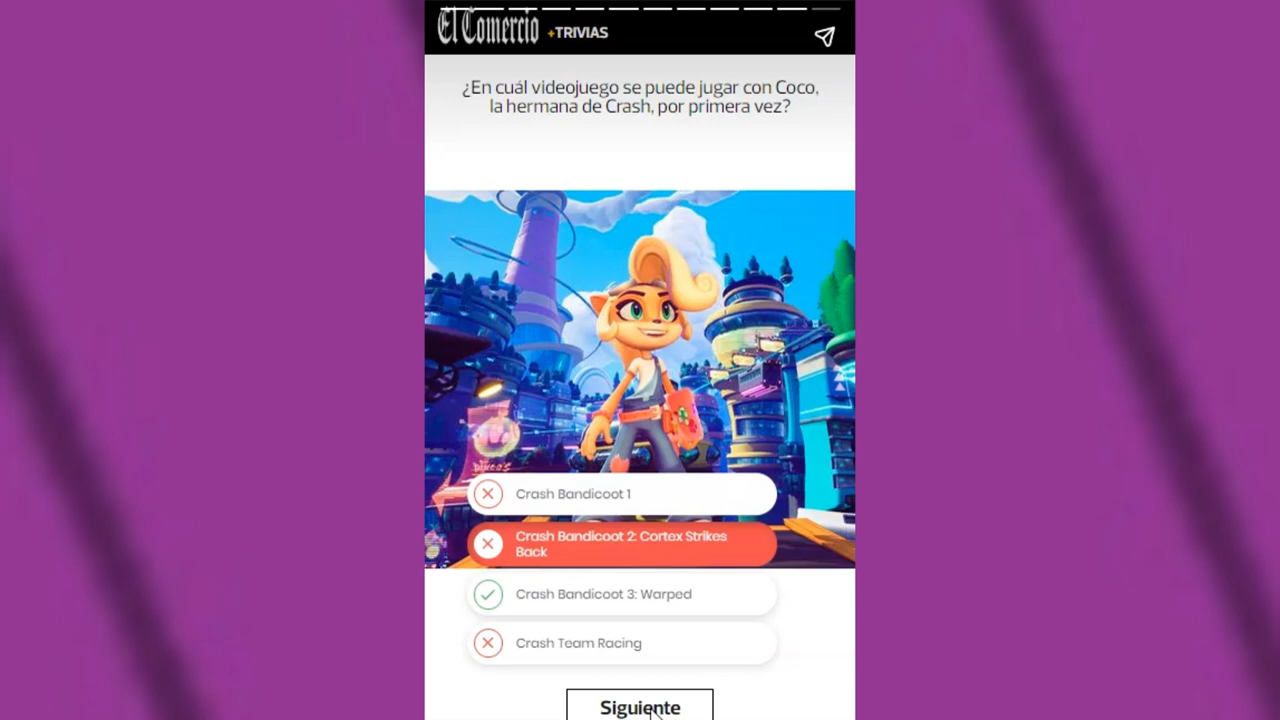 El Comercio +TRIVIAS
¿En cuál videojuego se puede jugar con Coco,
la hermana de Crash, por primera vez?
Crash Bandicoot 1
Crash Bandicoot 2: Cortex Strikes
Back
Crash Bandicoot 3: Warped
Crash Team Racing
Siguiente